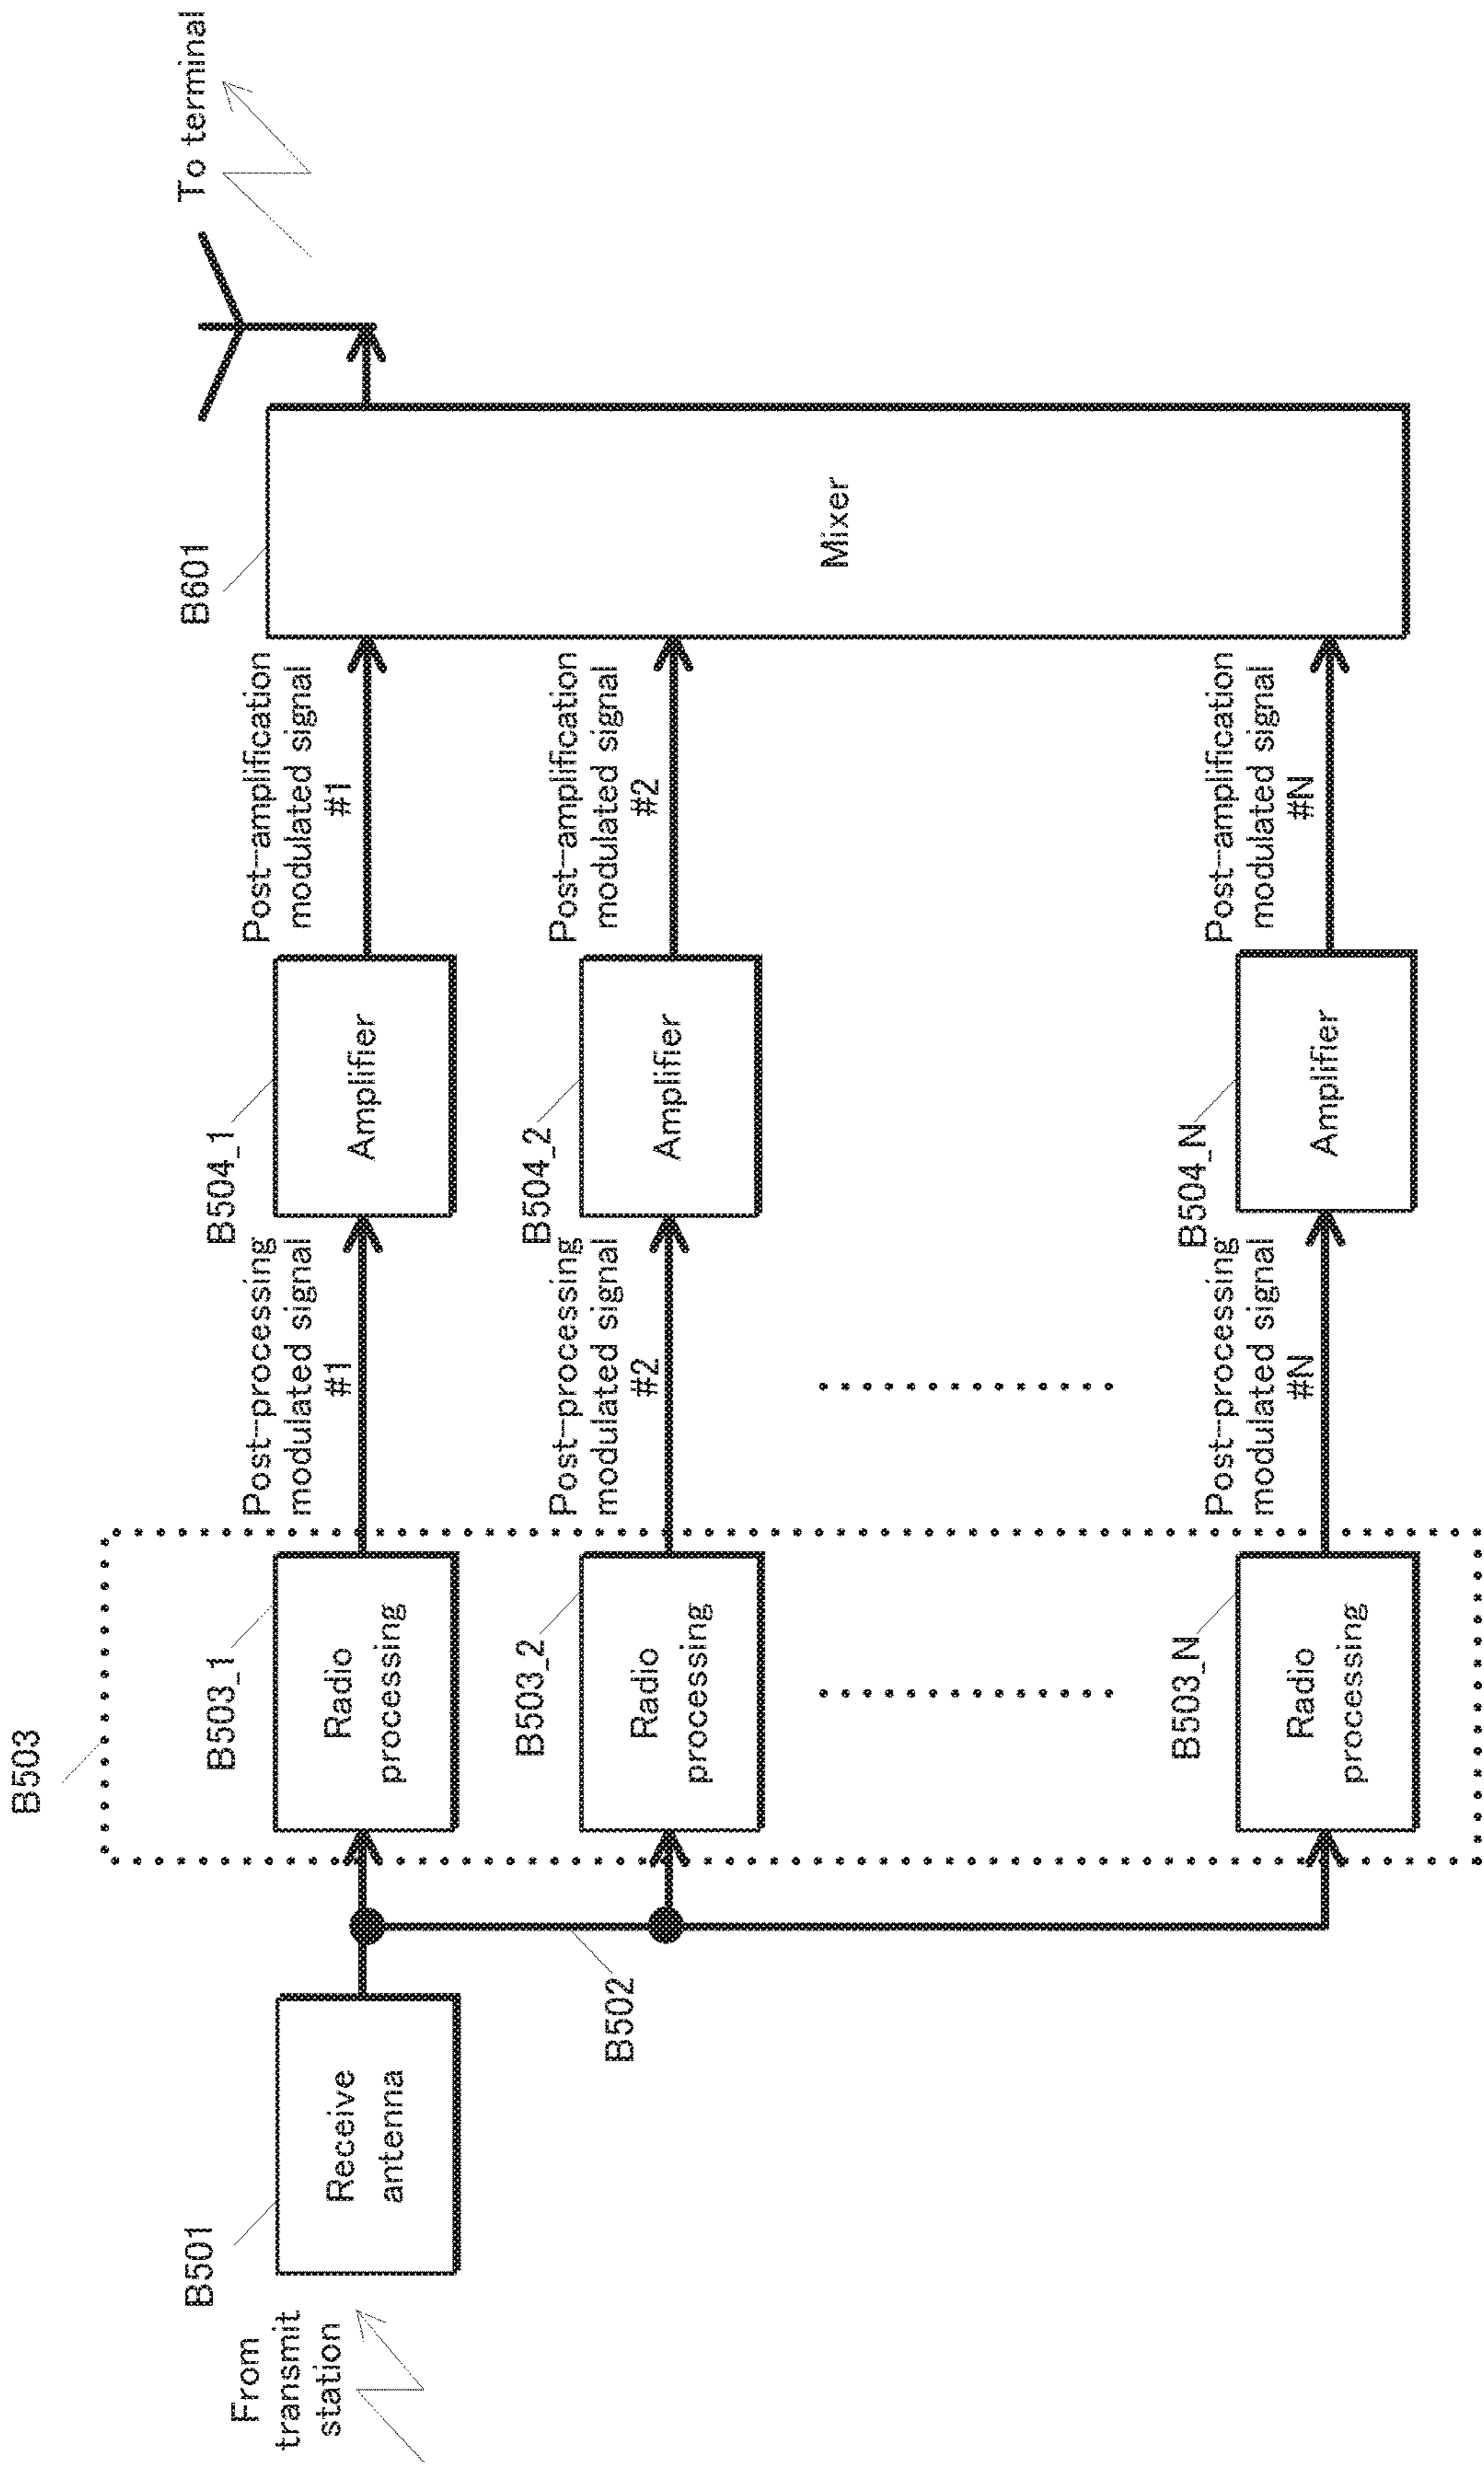 From
transmit
station
B501
Receive
antenna
B502
B503
B503_1
Radio
processing
B503_2
Radio
processing
B503_N
Radio
processing
Post-processing
modulated signal
#1
Post-processing
modulated signal
#2
Post-processing
modulated signal
#N
B504_1
Amplifier
B504_2
Amplifier
B504_N
Amplifier
Post-amplification
modulated signal
#1
Post-amplification
modulated signal
#2
Post-amplification
modulated signal
#N
B601
Mixer
To terminal